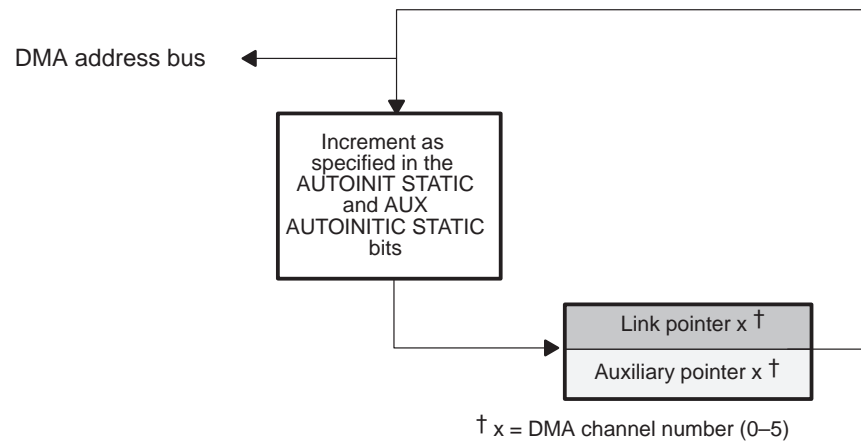 DMA address bus
Increment as
specified in the
AUTOINIT STATIC
and AUX
AUTOINITIC STATIC
bits
Link pointer x †
Auxiliary pointer x †
† x = DMA channel number (0–5)